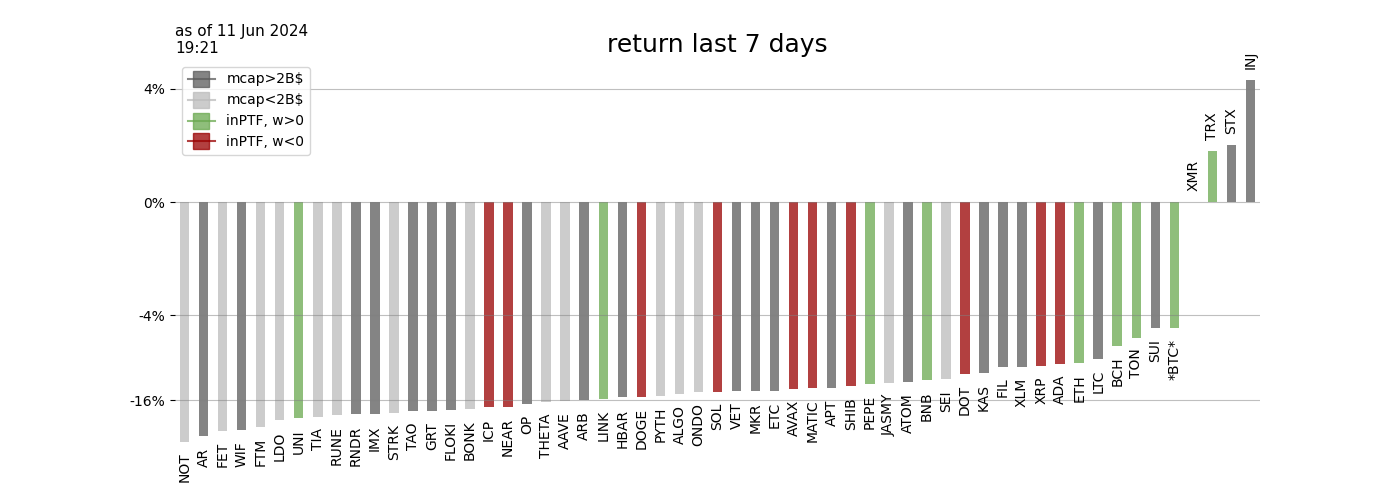 as of 11 Jun 2024
19:21
return last 7 days
mcap>2B$
mcap<2B$
inPTF, w>0
inPTF, w<0
4%
0%
-4%
-16%
NOT
AR
FET
WIF
FTM
LDO
UNI
TIA
RUNE
RNDR
IMX
STRK
TAO
GRT
FLOKI
BONK
ICP
NEAR
OP
THETA
AAVE
ARB
LINK
HBAR
DOGE
PYTH
ALGO
ONDO
SOL
VET
MKR
ETC
AVAX
MATIC
APT
SHIB
PEPE
JASMY
ATOM
BNB
SEI
DOT
KAS
FIL
XLM
XRP
ADA
ETH
LTC
BCH
TON
SUI
*BTC*
XMR
TRX
STX
INJ